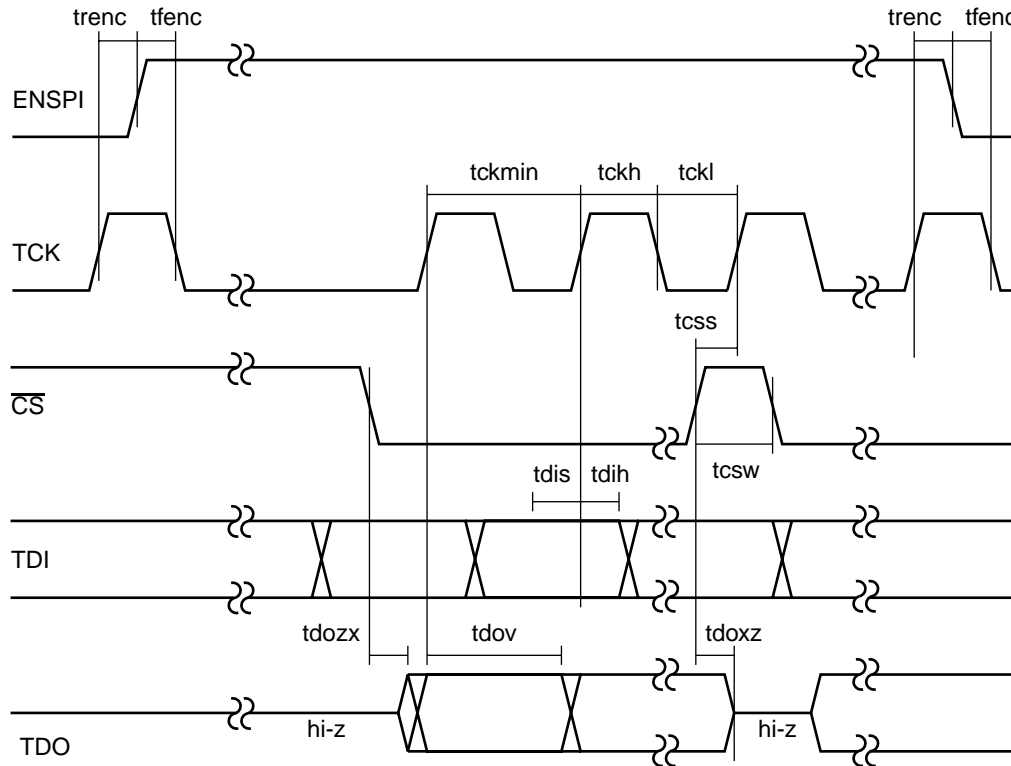 trenc tfenc trenc tfenc
ENSPI
tckmin tckh tckl
TCK
tcss
CS
tcsw
tdis tdih
TDI
tdozx tdov tdoxz
hi-z hi-z
TDO